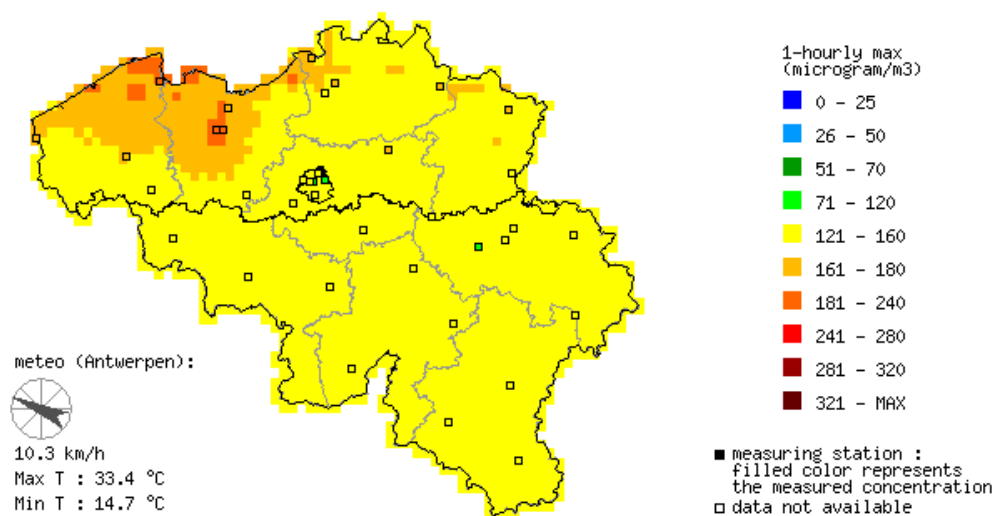 1-hourly max
(microgram/m3)
0 - 25
26 - 50
51 - 70
71 - 120
121 - 160
161 - 180
181 - 240
241 - 280
281 - 320
321 - MAX
meteo (Antwerpen):
10.3 km/h
Max T : 33.4 °C
Min T : 14.7 °C
measuring station :
filled color represents
the measured concentration
data not available